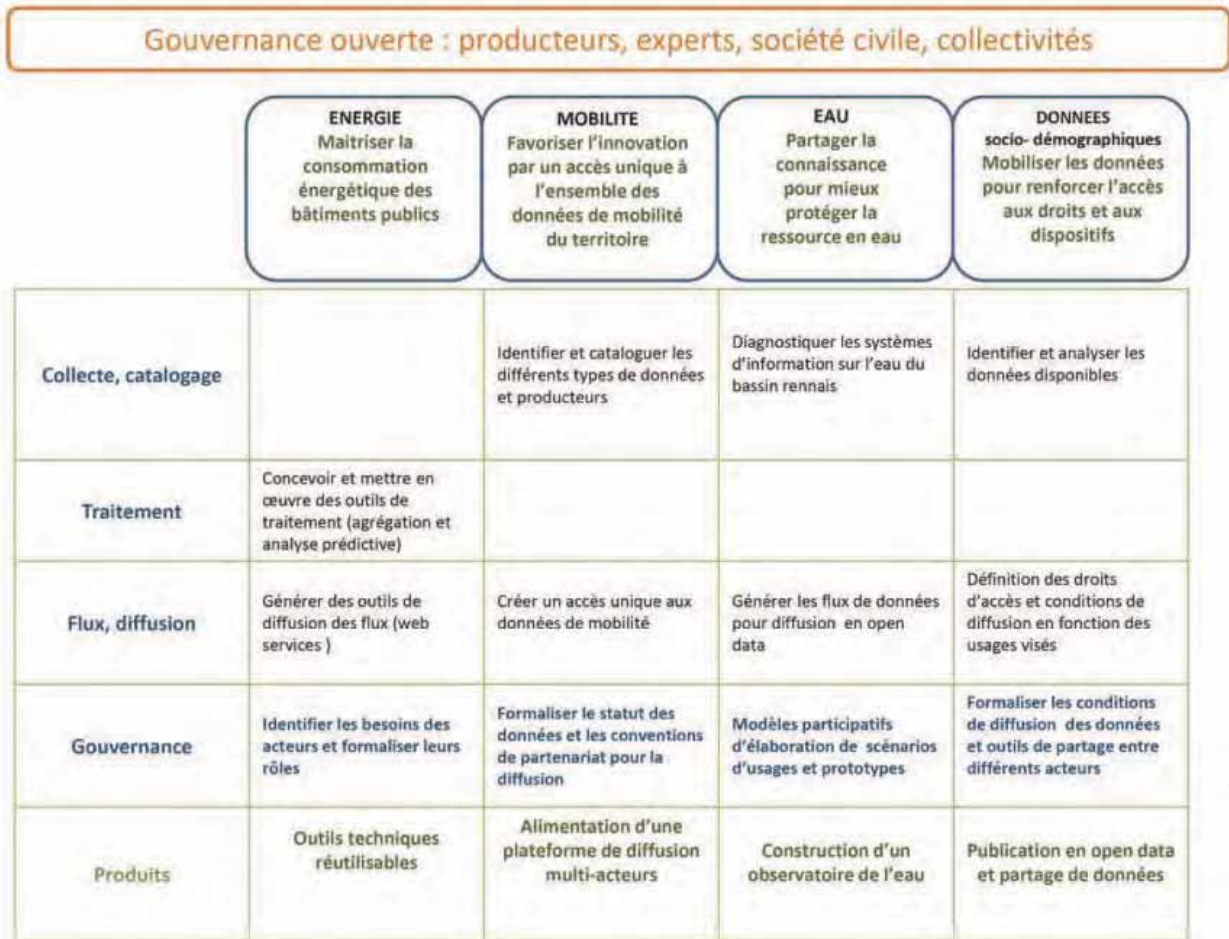 Gouvernance ouverte : producteurs, experts, société civile, collectivités
ENERGIE
Maitriser la
consommation
énergétique des
bâtiments publics
MOBILITE
Favoriser l'innovation
par un accès unique à
l'ensemble des
données de mobilité
du territoire
EAU
Partager la
connaissance
pour mieux
protéger la
ressource en eau
DONNEES
socio- démographiques
Mobiliser les données
pour renforcer l'accès
aux droits et aux
dispositifs
Collecte, catalogage
Identifier et cataloguer les
différents types de données
et producteurs
Diagnostiquer les systèmes
d'information sur l'eau du
bassin rennais
Identifier et analyser les
données disponibles
Traitement
Concevoir et mettre en
œuvre des outils de
traitement (agrégation et
analyse prédictive)
Flux, diffusion
Générer des outils de
diffusion des flux (web
services )
Créer un accès unique aux
données de mobilité
Générer les flux de données
pour diffusion en open
data
Définition des droits
d'accès et conditions de
diffusion en fonction des
usages visés
Gouvernance
Identifier les besoins des
acteurs et formaliser leurs
rôles
Formaliser le statut des
données et les conventions
de partenariat pour la
diffusion
Modèles participatifs
d'élaboration de scénarios
d'usages et prototypes
Formaliser les conditions
de diffusion des données
et outils de partage entre
différents acteurs
Produits
Outils techniques
réutilisables
Alimentation d'une
plateforme de diffusion
multi-acteurs
Construction d'un
observatoire de l'eau
Publication en open data
et partage de données